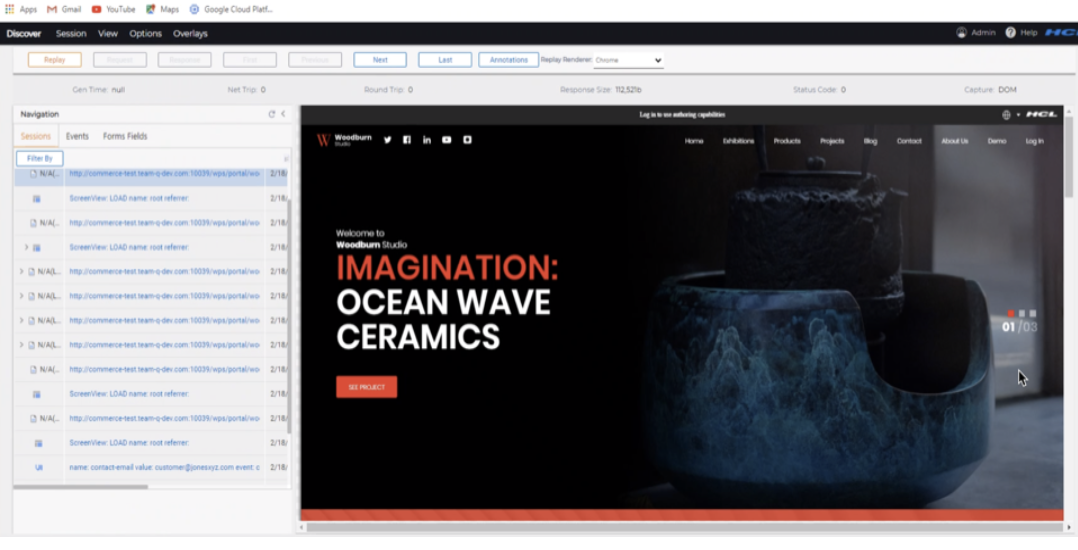 Apps Gmail YouTube Maps Google Cloud Platf...
Discover Session View Options Overlays Admin Help HCL
Replay Request Response First Previous Next Last Annotations Replay Renderer: Chrome
Gen Time: null Net Trip: 0 Round Trip: 0 Response Size: 112,521b Status Code: 0 Capture: DOM
Navigation
Sessions Events Forms Fields
Filter By
N/A(... http://commerce-test.team-q-dev.com:10039/wps/portal/wo 2/18/
ScreenView: LOAD name: root referrer: 2/18/
N/A(... http://commerce-test.team-q-dev.com:10039/wps/portal/wo 2/18/
ScreenView: LOAD name: root referrer: 2/18/
N/A(L... http://commerce-test.team-q-dev.com:10039/wps/portal/wo 2/18/
N/A(L... http://commerce-test.team-q-dev.com:10039/wps/portal/wo 2/18/
N/A(L... http://commerce-test.team-q-dev.com:10039/wps/portal/wo 2/18/
N/A(L... http://commerce-test.team-q-dev.com:10039/wps/portal/wo 2/18/
N/A(... http://commerce-test.team-q-dev.com:10039/wps/portal/wo 2/18/
ScreenView: LOAD name: root referrer: 2/18/
N/A(... http://commerce-test.team-q-dev.com:10039/wps/portal/wo 2/18/
ScreenView: LOAD name: root referrer: 2/18/
UI name: contact-email value: customer@jonesxyz.com event: c 2/18/
Log in to use authoring capabilities HCL
Woodburn
Studio
Home Exhibitions Products Projects Blog Contact About Us Demo Log In
Welcome to
Woodburn Studio
IMAGINATION:
OCEAN WAVE
CERAMICS
01/03
SEE PROJECT